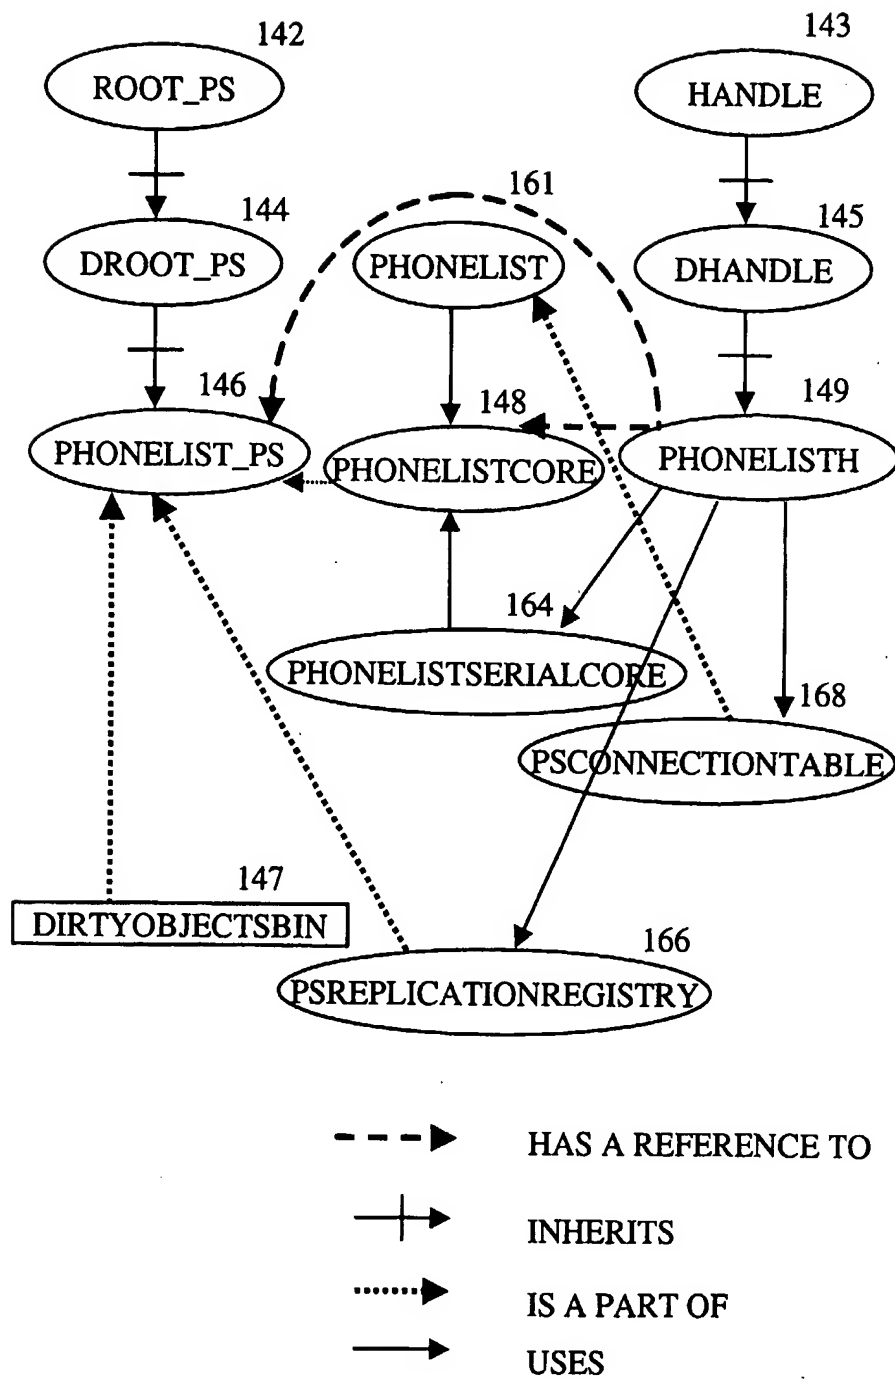 142
143
ROOT_PS
HANDLE
161
144
145
DROOT_PS
PHONELIST
DHANDLE
146
148
149
PHONELIST_PS
PHONELISTCORE
PHONELISTH
164
PHONELISTSERIALCORE
168
PSCONNECTIONTABLE
147
DIRTYOBJECTSBIN
166
PSREPLICATIONREGISTRY
HAS A REFERENCE TO
INHERITS
IS A PART OF
USES